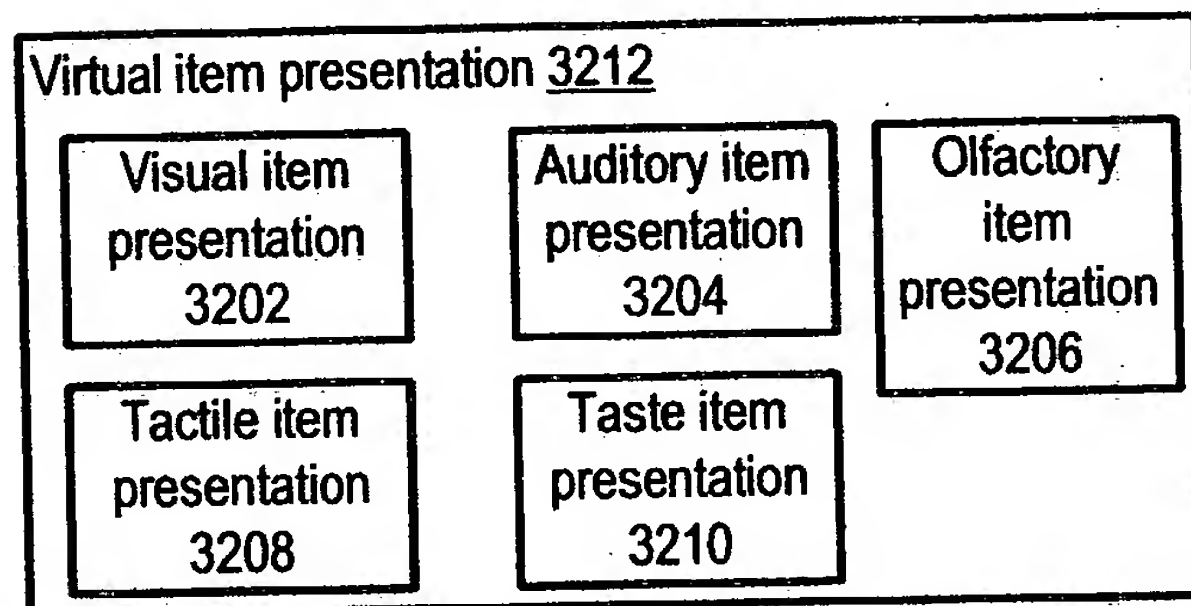 Virtual item presentation 3212
Visual item
presentation
3202
Auditory item
presentation
3204
Olfactory
item
presentation
3206
Tactile item
presentation
3208
Taste item
presentation
3210